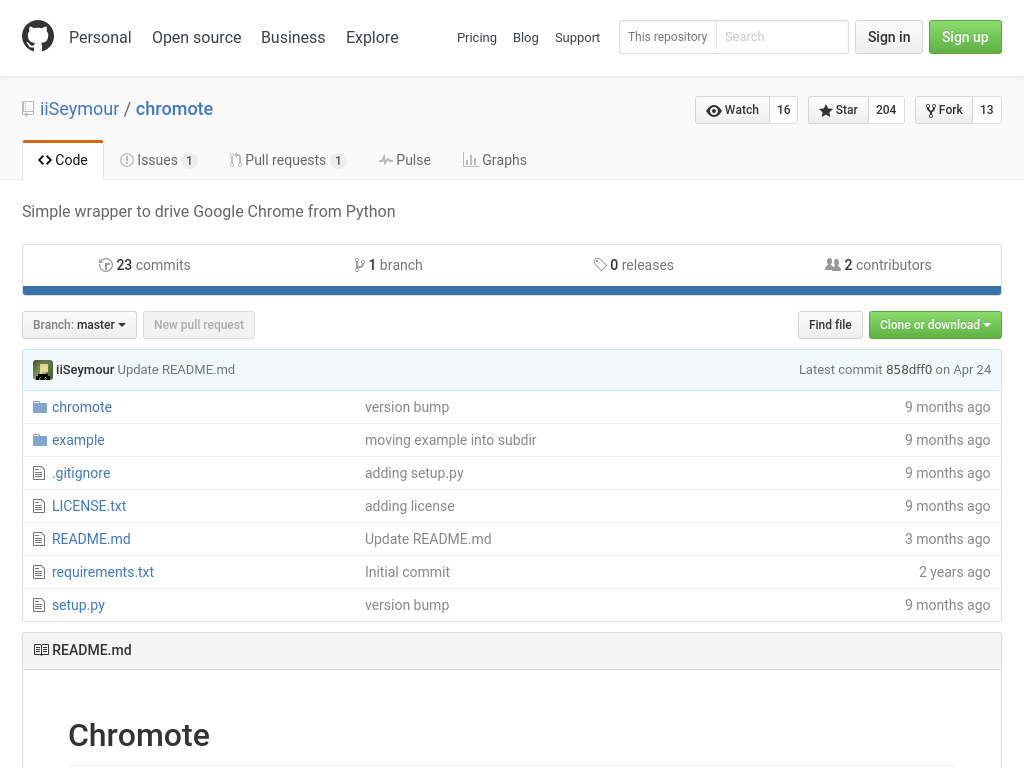 Personal Open source Business Explore Pricing Blog Support This repository Search Sign in Sign up
iiSeymour / chromote Watch 16 Star 204 Fork 13
Code Issues 1 Pull requests 1 Pulse Graphs
Simple wrapper to drive Google Chrome from Python
23 commits 1 branch 0 releases 2 contributors
Branch: master New pull request Find file Clone or download
iiSeymour Update README.md Latest commit 858dff0 on Apr 24
chromote version bump 9 months ago
example moving example into subdir 9 months ago
.gitignore adding setup.py 9 months ago
LICENSE.txt adding license 9 months ago
README.md Update README.md 3 months ago
requirements.txt Initial commit 2 years ago
setup.py version bump 9 months ago
README.md
Chromote